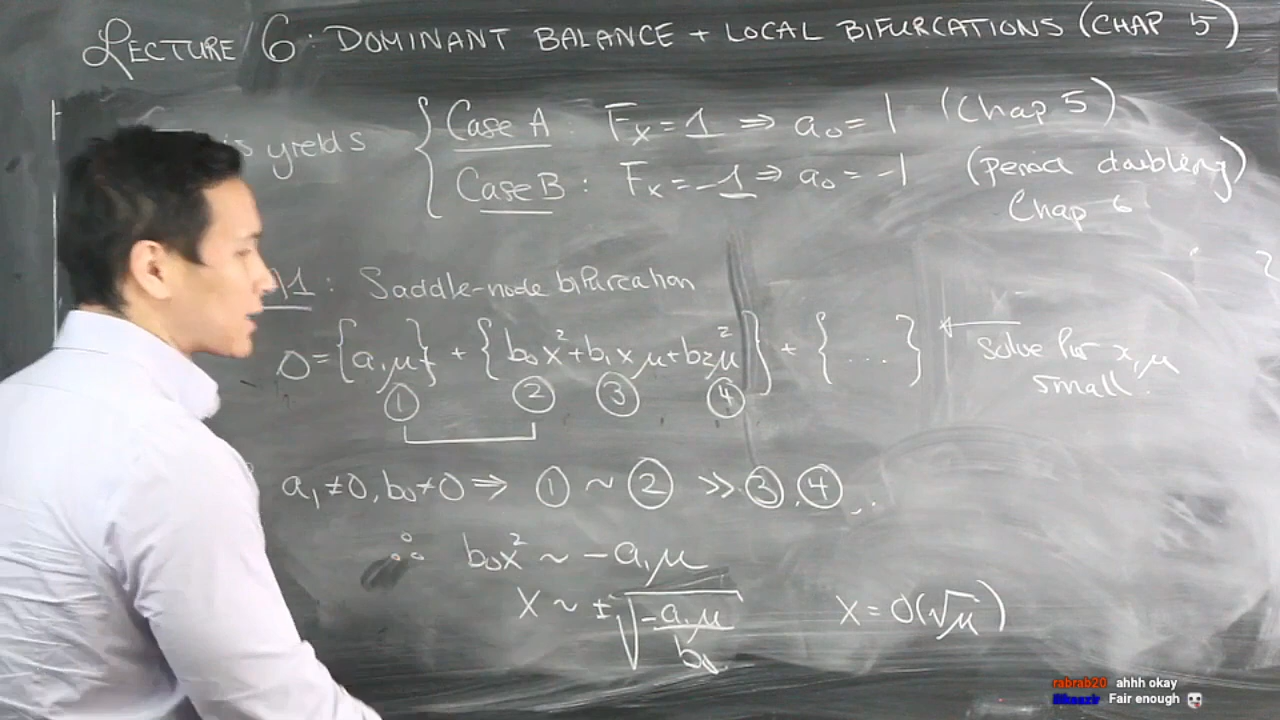 LECTURE 6: DOMINANT BALANCE + LOCAL BIFURCATIONS (CHAP 5)
is yields
Case A: Fx = 1 ⇒ a₀ = 1 (Chap 5)
Case B: Fx = -1 ⇒ a₀ = -1 (period doubling)
Chap 6
1: Saddle-node bifurcation
0 = {a₁μ} + {b₀x² + b₁xμ + b₂μ²} + {...} ← solve for x, μ
small.
① ② ③ ④
a₁≠0, b₀≠0 ⇒ ① ~ ② >> ③, ④...
∴ b₀x² ~ -a₁μ
x ~ ±√(-a₁μ/b₀) x = O(√μ)
rabrab20 ahhh okay
Fair enough